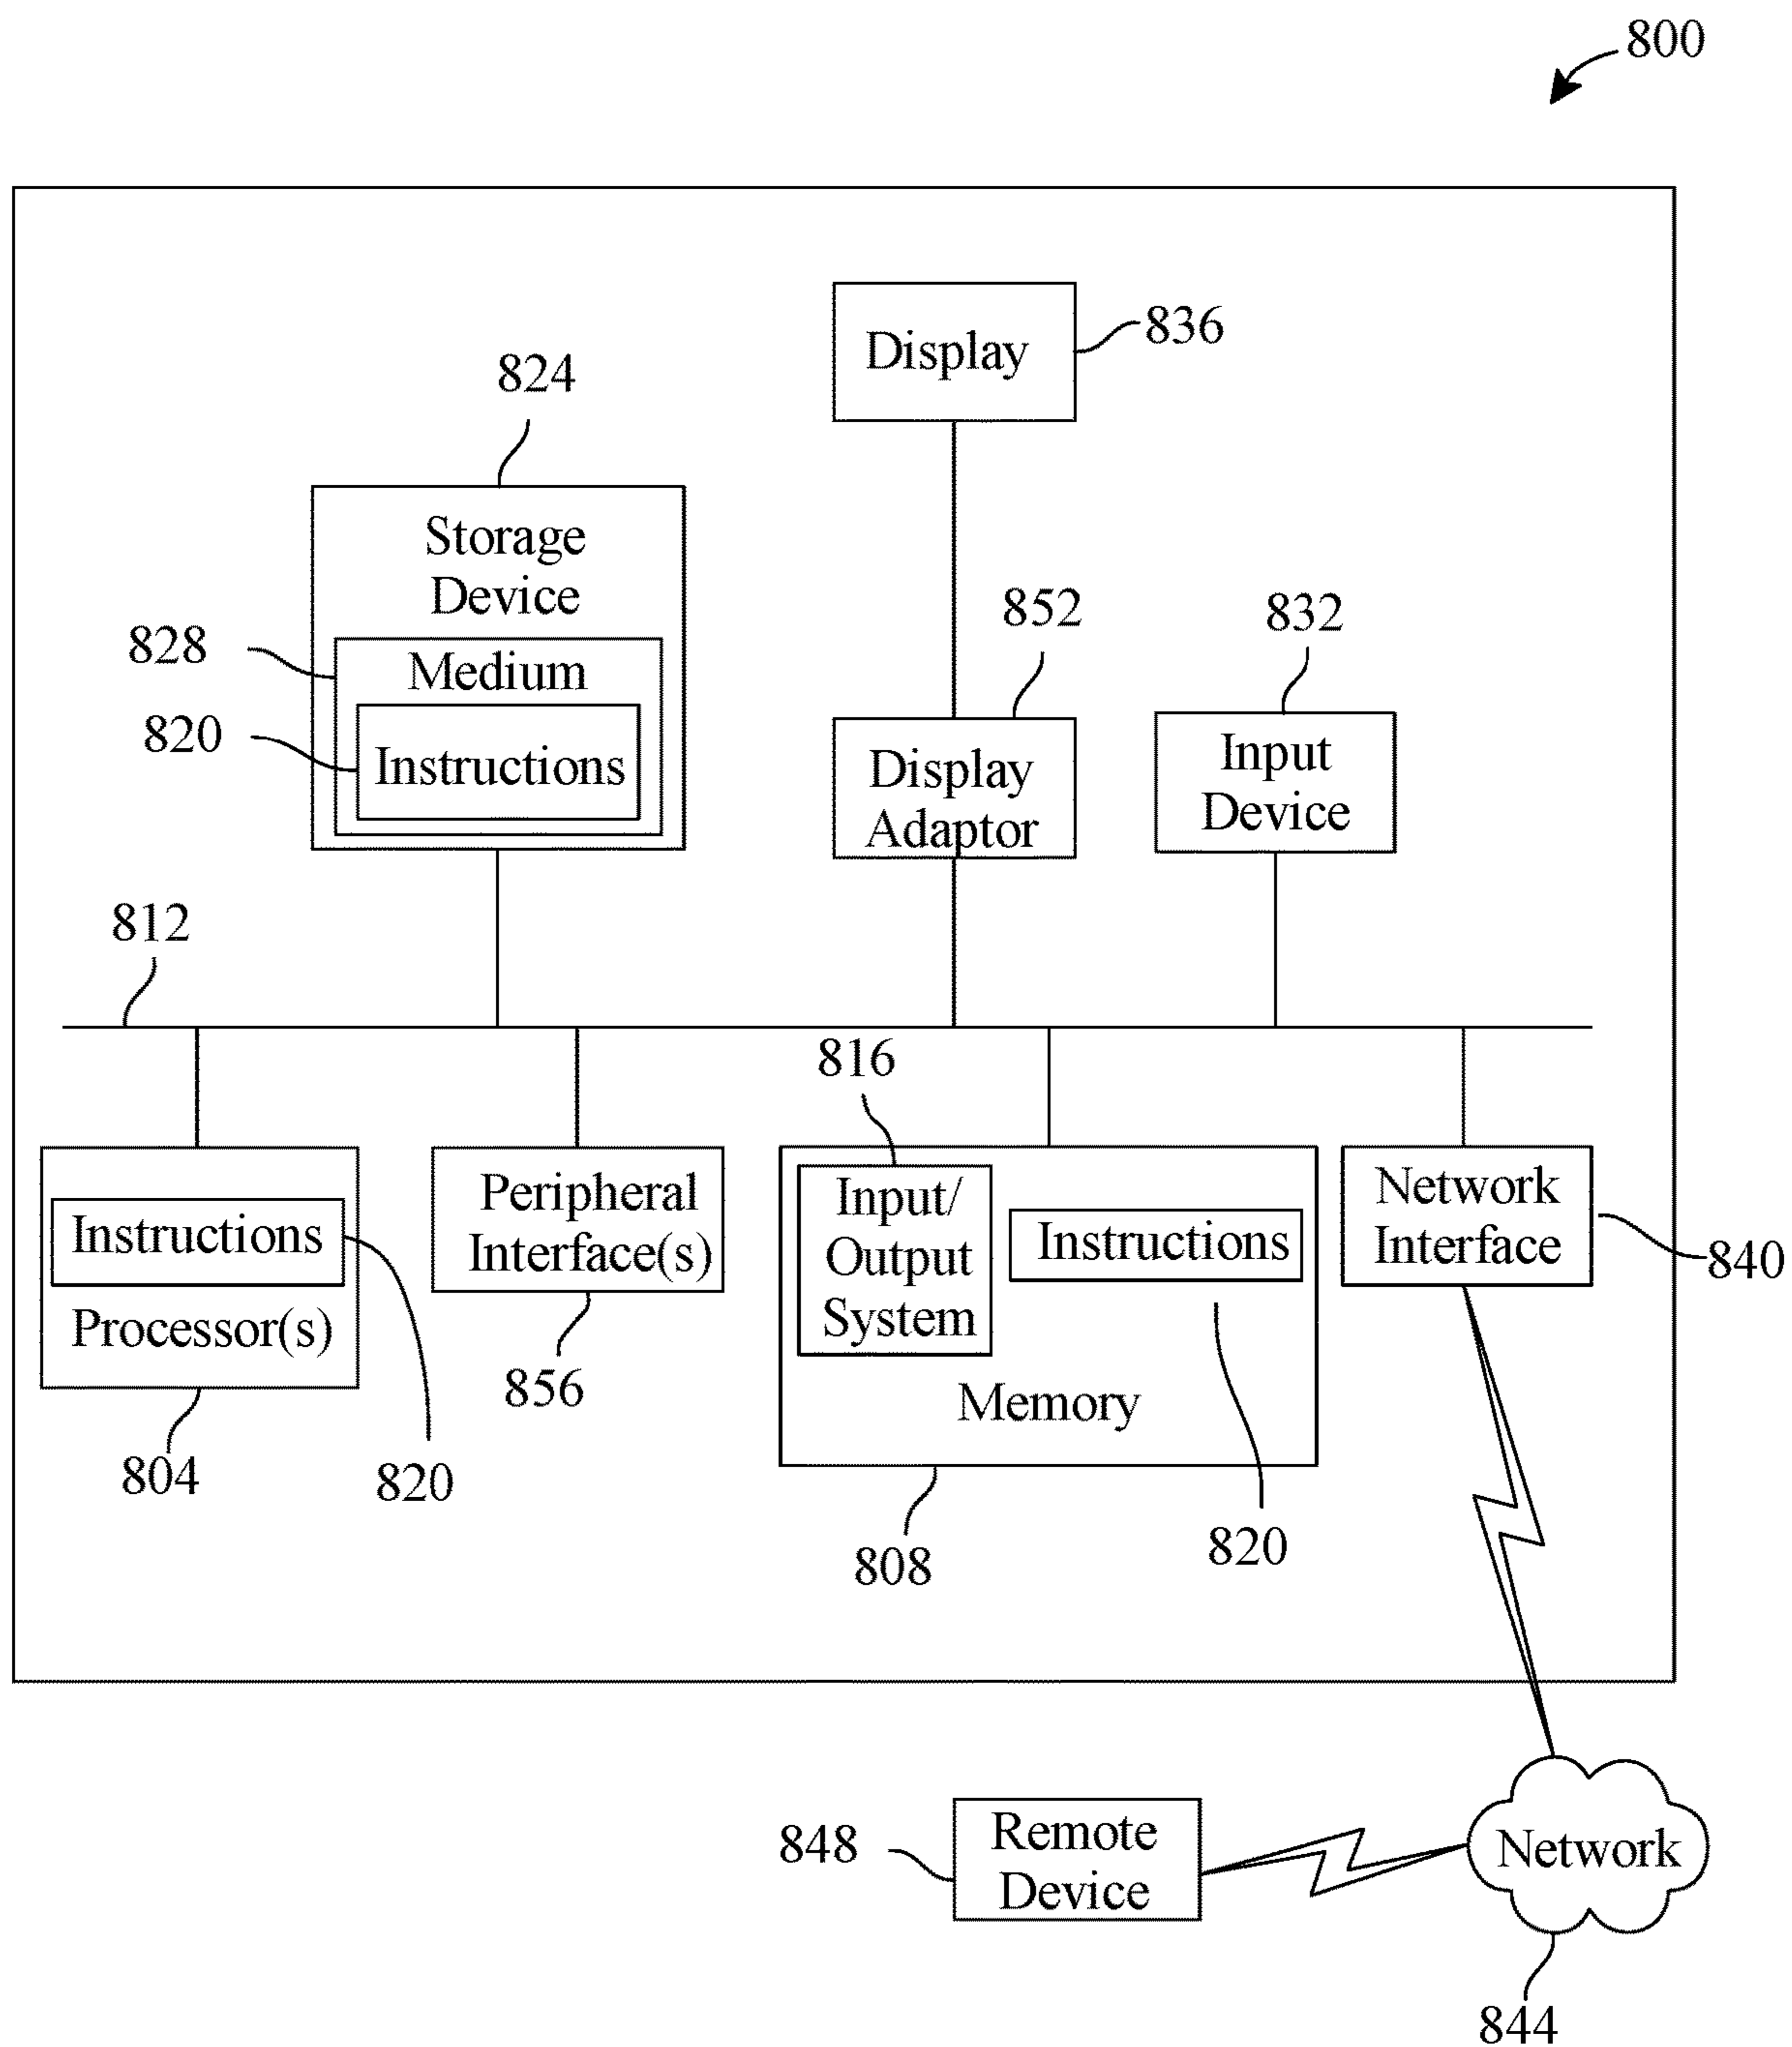 800
Display
836
824
Storage
Device
828
Medium
820
Instructions
852
Display
Adaptor
832
Input
Device
812
816
Instructions
820
Processor(s)
804
Peripheral
Interface(s)
856
Input/
Output
System
Instructions
820
Memory
808
Network
Interface
840
848
Remote
Device
Network
844